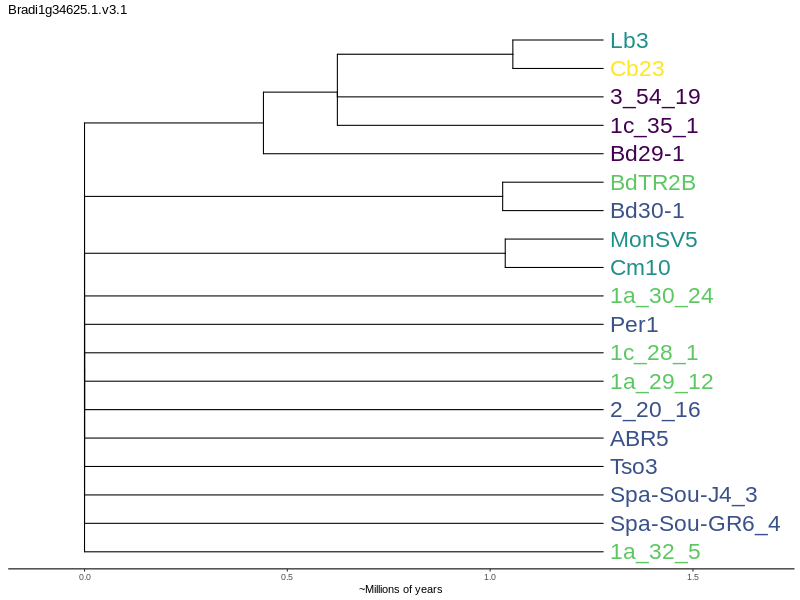 Bradi1g34625.1.v3.1
Lb3
Cb23
3_54_19
1c_35_1
Bd29-1
BdTR2B
Bd30-1
MonSV5
Cm10
1a_30_24
Per1
1c_28_1
1a_29_12
2_20_16
ABR5
Tso3
Spa-Sou-J4_3
Spa-Sou-GR6_4
1a_32_5
0.0 0.5 1.0 1.5
~Millions of years